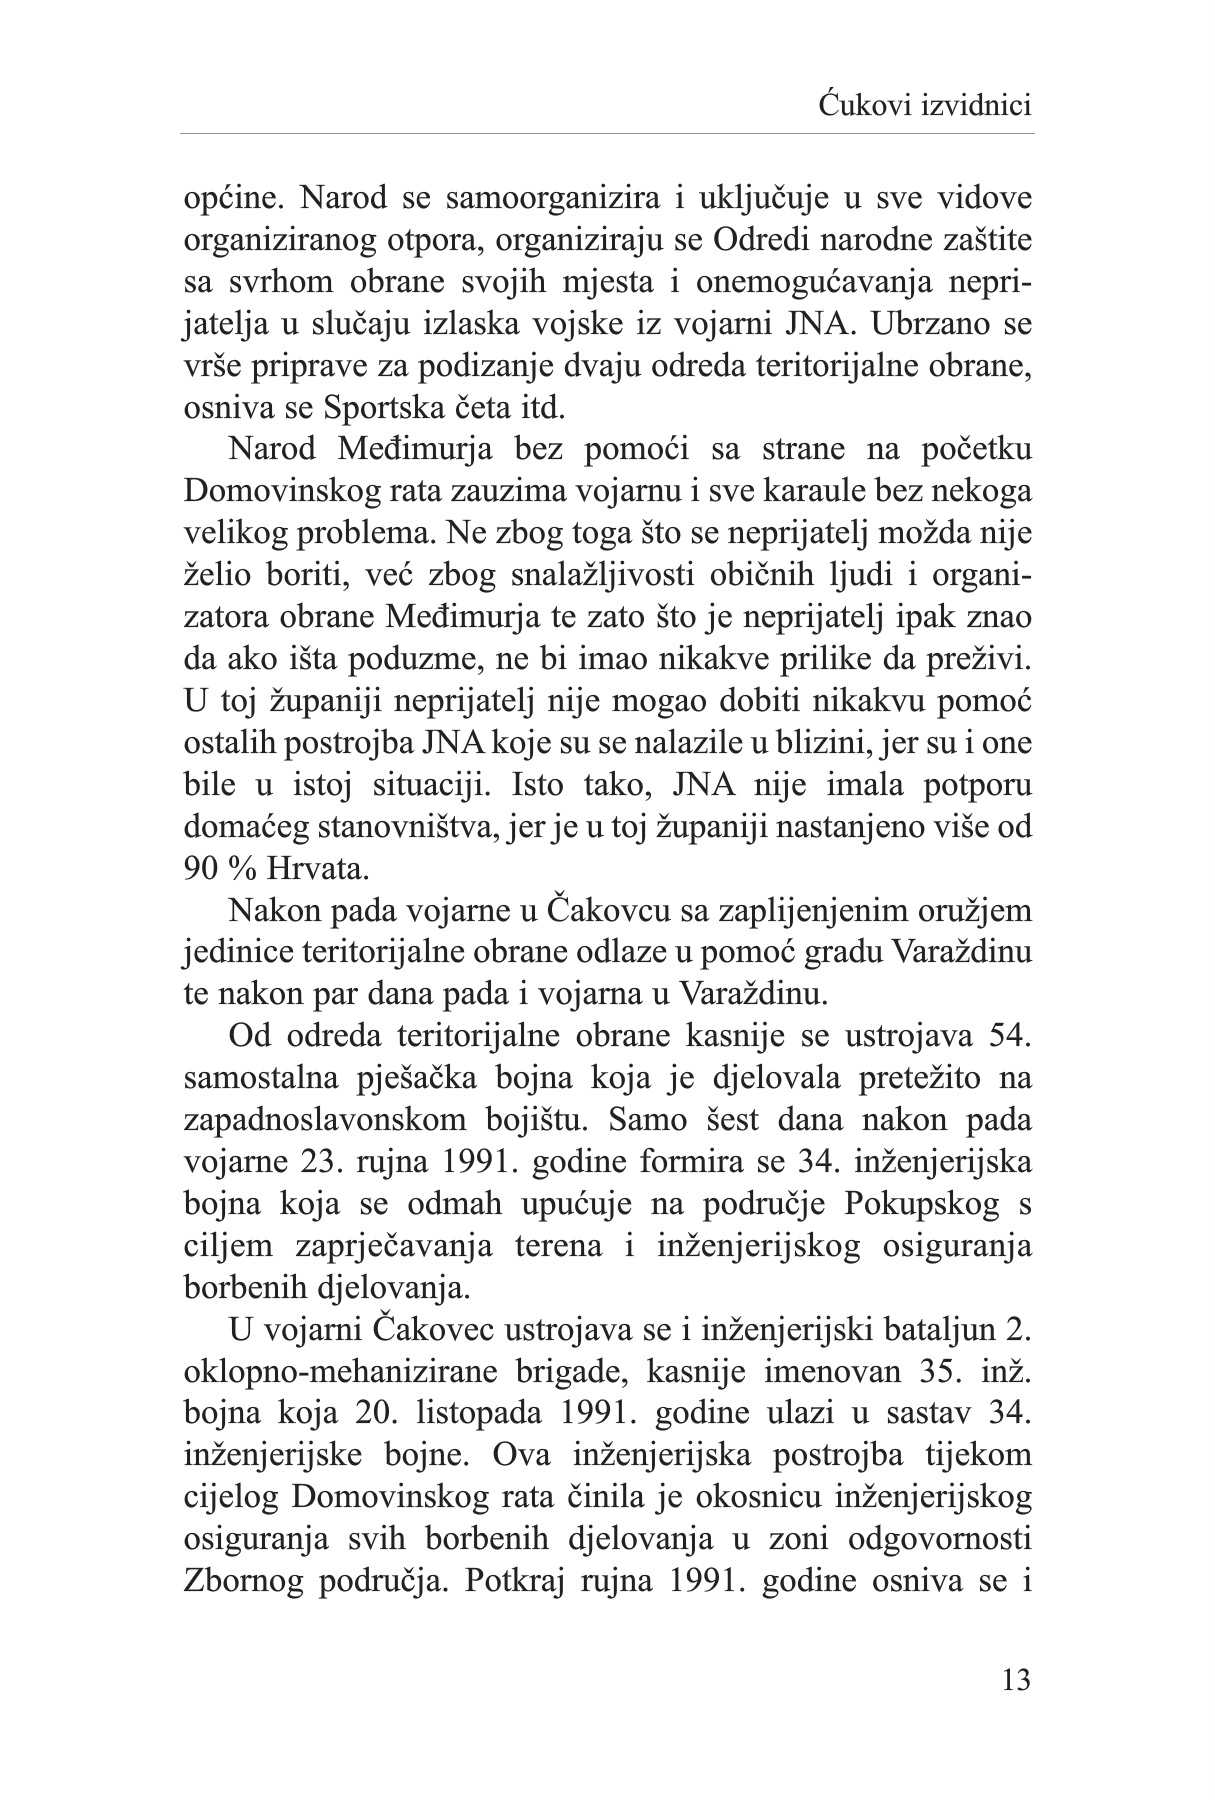 Ćukovi izvidnici
općine. Narod se samoorganizira i uključuje u sve vidove
organiziranog otpora, organiziraju se Odredi narodne zaštite
sa svrhom obrane svojih mjesta i onemogućavanja nepri-
jatelja u slučaju izlaska vojske iz vojarni JNA. Ubrzano se
vrše priprave za podizanje dvaju odreda teritorijalne obrane,
osniva se Sportska četa itd.
Narod Međimurja bez pomoći sa strane na početku
Domovinskog rata zauzima vojarnu i sve karaule bez nekoga
velikog problema. Ne zbog toga što se neprijatelj možda nije
želio boriti, već zbog snalažljivosti običnih ljudi i organi-
zatora obrane Međimurja te zato što je neprijatelj ipak znao
da ako išta poduzme, ne bi imao nikakve prilike da preživi.
U toj županiji neprijatelj nije mogao dobiti nikakvu pomoć
ostalih postrojba JNA koje su se nalazile u blizini, jer su i one
bile u istoj situaciji. Isto tako, JNA nije imala potporu
domaćeg stanovništva, jer je u toj županiji nastanjeno više od
90 % Hrvata.
Nakon pada vojarne u Čakovcu sa zaplijenjenim oružjem
jedinice teritorijalne obrane odlaze u pomoć gradu Varaždinu
te nakon par dana pada i vojarna u Varaždinu.
Od odreda teritorijalne obrane kasnije se ustrojava 54.
samostalna pješačka bojna koja je djelovala pretežito na
zapadnoslavonskom bojištu. Samo šest dana nakon pada
vojarne 23. rujna 1991. godine formira se 34. inženjerijska
bojna koja se odmah upućuje na područje Pokupskog s
ciljem zaprječavanja terena i inženjerijskog osiguranja
borbenih djelovanja.
U vojarni Čakovec ustrojava se i inženjerijski bataljun 2.
oklopno-mehanizirane brigade, kasnije imenovan 35. inž.
bojna koja 20. listopada 1991. godine ulazi u sastav 34.
inženjerijske bojne. Ova inženjerijska postrojba tijekom
cijelog Domovinskog rata činila je okosnicu inženjerijskog
osiguranja svih borbenih djelovanja u zoni odgovornosti
Zbornog područja. Potkraj rujna 1991. godine osniva se i
13